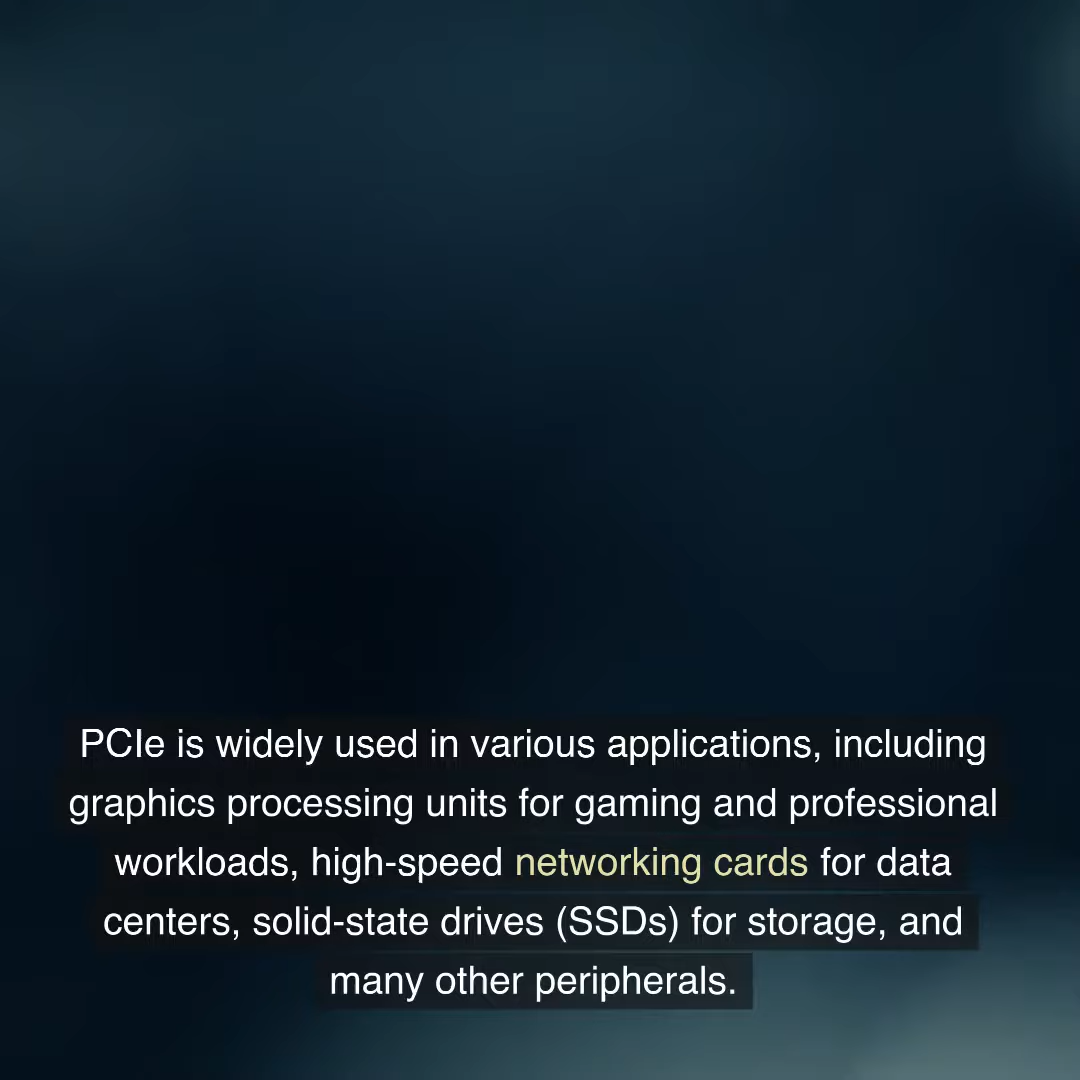 PCIe is widely used in various applications, including
graphics processing units for gaming and professional
workloads, high-speed networking cards for data
centers, solid-state drives (SSDs) for storage, and
many other peripherals.